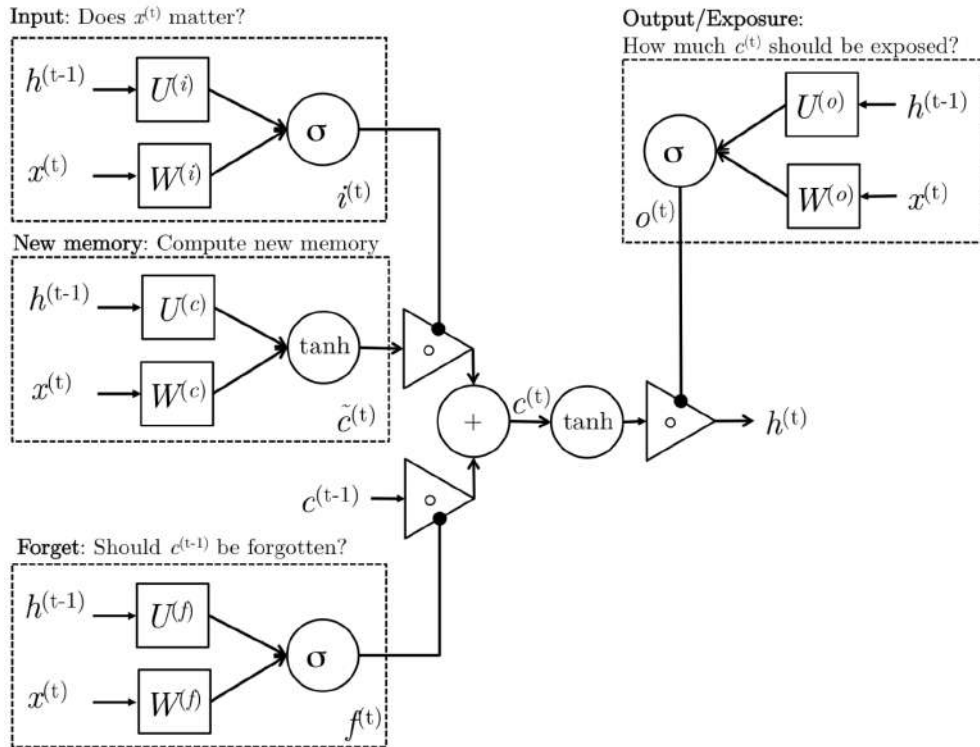 Input: Does x^(t) matter?
h^(t-1)
U^(i)
σ
x^(t)
W^(i)
i^(t)
New memory: Compute new memory
h^(t-1)
U^(c)
tanh
x^(t)
W^(c)
c̃^(t)
Output/Exposure:
How much c^(t) should be exposed?
U^(o)
h^(t-1)
σ
W^(o)
x^(t)
o^(t)
∘
+
c^(t)
tanh
∘
h^(t)
c^(t-1)
∘
Forget: Should c^(t-1) be forgotten?
h^(t-1)
U^(f)
σ
x^(t)
W^(f)
f^(t)